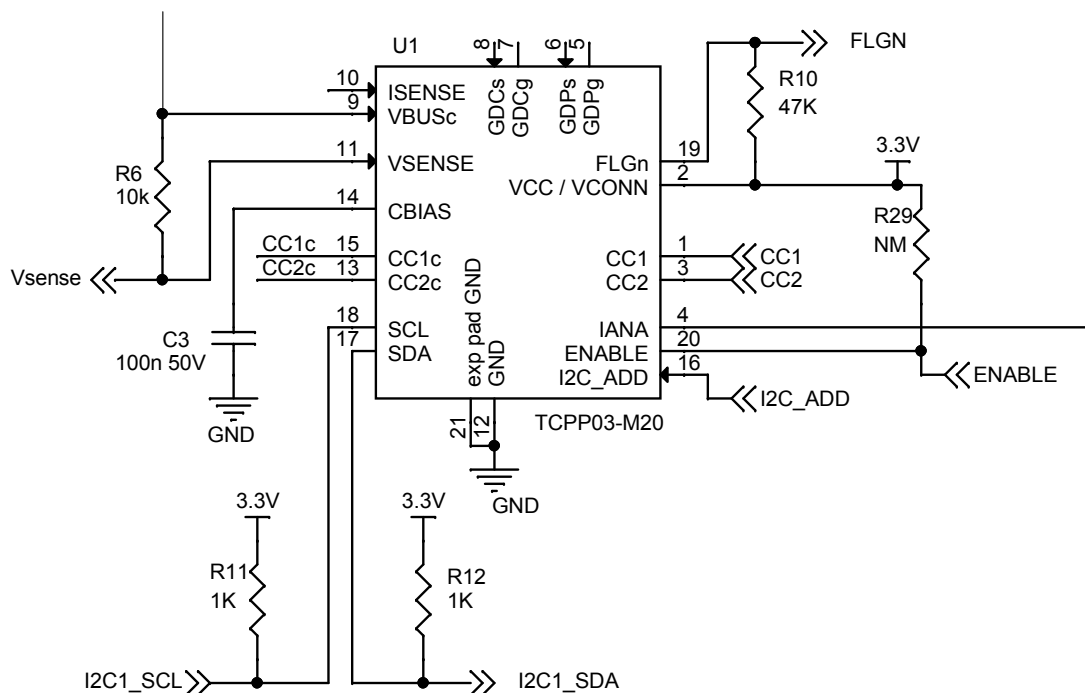 U1
8
7
6
5
FLGN
10
ISENSE
GDCs
GDCg
GDPs
GDPg
R10
47K
9
VBUSc
R6
10k
11
VSENSE
FLGn
19
3.3V
VCC / VCONN
2
14
CBIAS
R29
NM
CC1c
15
CC1c
CC1
1
CC1
Vsense
CC2c
13
CC2c
CC2
3
CC2
18
SCL
IANA
4
C3
100n 50V
17
SDA
exp pad GND
GND
ENABLE
20
I2C_ADD
16
ENABLE
I2C_ADD
GND
21
12
TCPP03-M20
GND
3.3V
3.3V
R11
1K
R12
1K
I2C1_SCL
I2C1_SDA